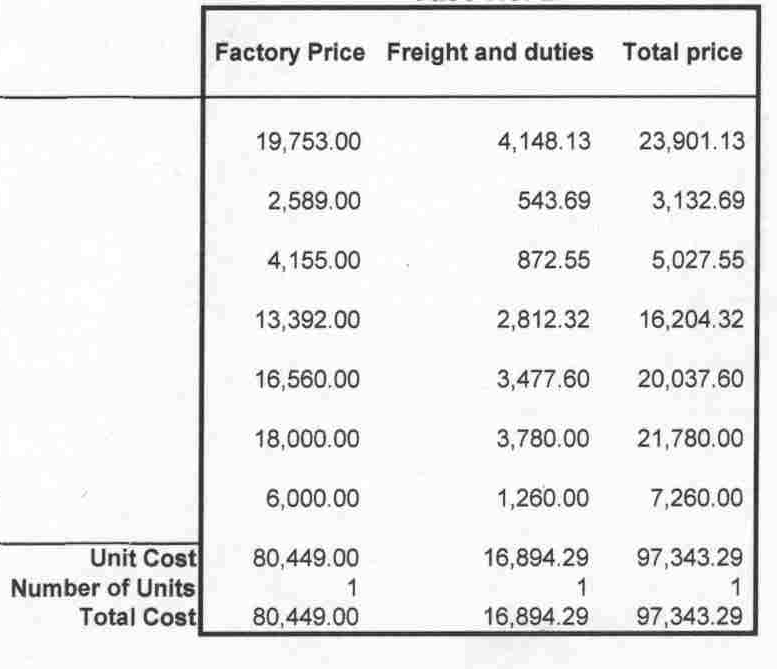 Factory Price Freight and duties Total price
19,753.00 4,148.13 23,901.13
2,589.00 543.69 3,132.69
4,155.00 872.55 5,027.55
13,392.00 2,812.32 16,204.32
16,560.00 3,477.60 20,037.60
18,000.00 3,780.00 21,780.00
6,000.00 1,260.00 7,260.00
Unit Cost 80,449.00 16,894.29 97,343.29
Number of Units 1 1 1
Total Cost 80,449.00 16,894.29 97,343.29